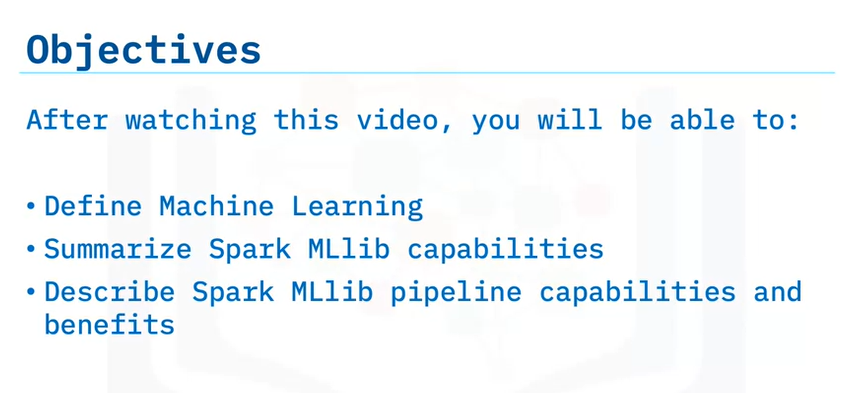 Objectives
After watching this video, you will be able to:
• Define Machine Learning
• Summarize Spark MLlib capabilities
• Describe Spark MLlib pipeline capabilities and
benefits